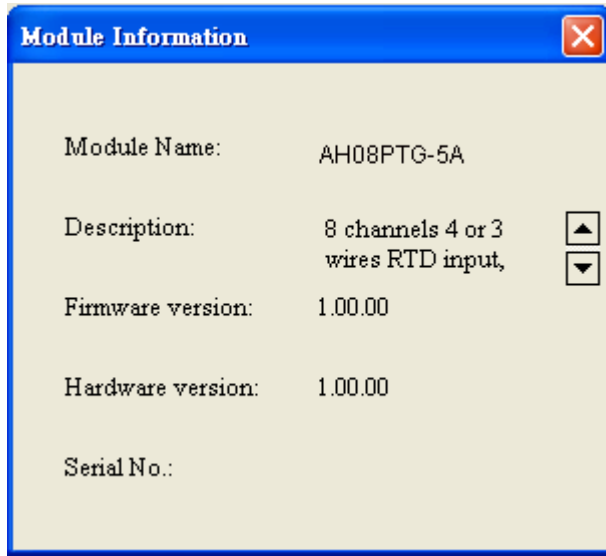 Module Information
Module Name: AH08PTG-5A
Description: 8 channels 4 or 3
wires RTD input,
Firmware version: 1.00.00
Hardware version: 1.00.00
Serial No.: